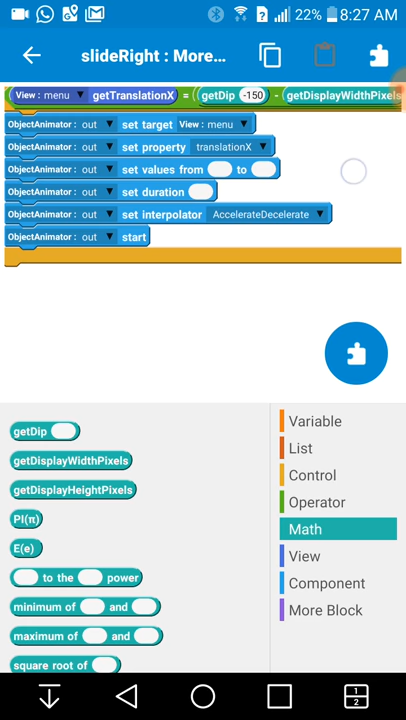 22% 8:27 AM
slideRight : More...
View : menu getTranslationX = getDip -150 - getDisplayWidthPixels
ObjectAnimator : out set target View : menu
ObjectAnimator : out set property translationX
ObjectAnimator : out set values from to
ObjectAnimator : out set duration
ObjectAnimator : out set interpolator AccelerateDecelerate
ObjectAnimator : out start
getDip
getDisplayWidthPixels
getDisplayHeightPixels
PI(π)
E(e)
to the power
minimum of and
maximum of and
square root of
Variable
List
Control
Operator
Math
View
Component
More Block
1
2